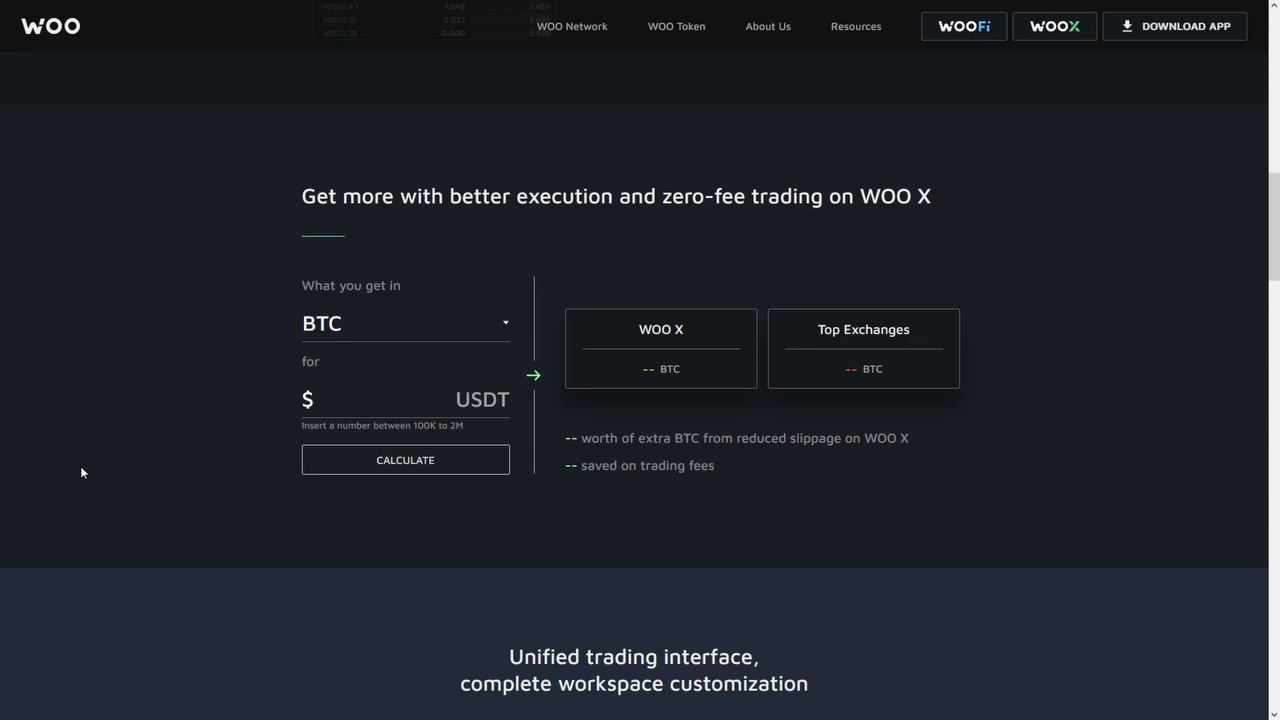 WOO
WOO Network
WOO Token
About Us
Resources
WOOFi
WOOX
DOWNLOAD APP
Get more with better execution and zero-fee trading on WOO X
What you get in
BTC
for
$ USDT
Insert a number between 100K to 2M
CALCULATE
WOO X
-- BTC
Top Exchanges
-- BTC
-- worth of extra BTC from reduced slippage on WOO X
-- saved on trading fees
Unified trading interface,
complete workspace customization